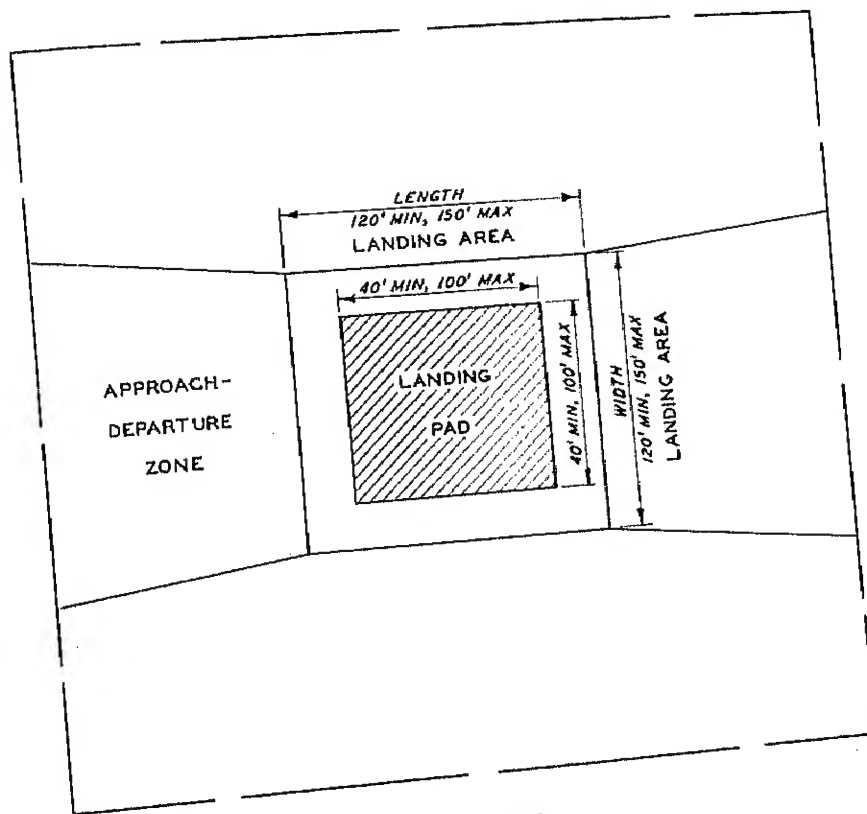 LENGTH
120' MIN, 150' MAX
LANDING AREA
40' MIN, 100' MAX
LANDING
PAD
40' MIN, 100' MAX
WIDTH
120' MIN, 150' MAX
LANDING AREA
APPROACH-
DEPARTURE
ZONE